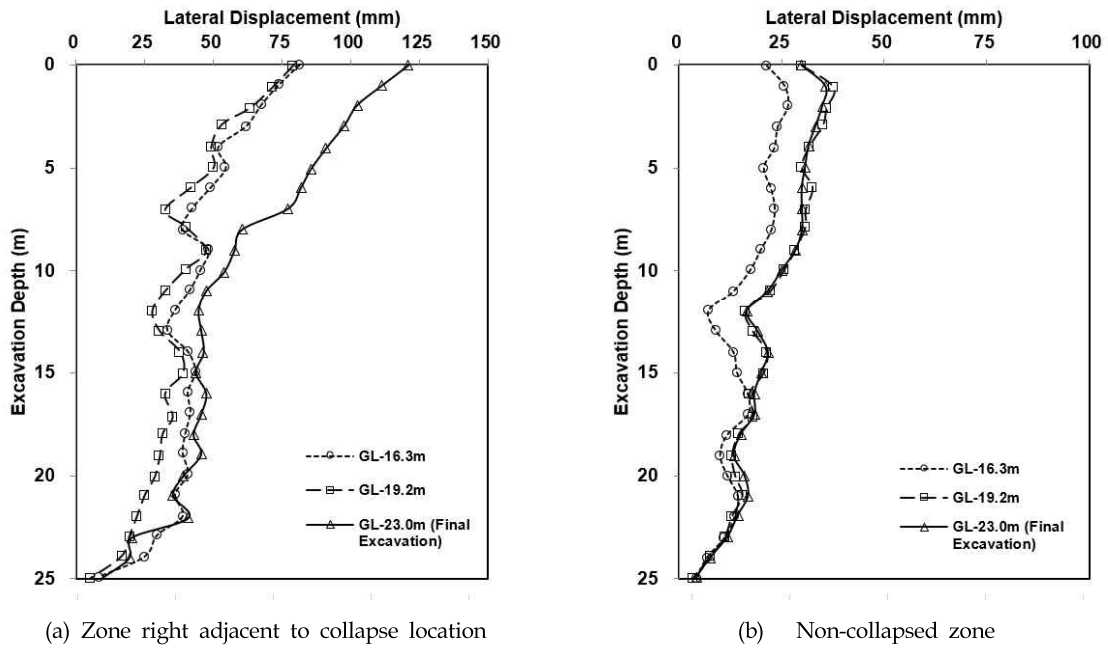 Lateral Displacement (mm)
0 25 50 75 100 125 150
Excavation Depth (m)
0
5
10
15
20
25
GL-16.3m
GL-19.2m
GL-23.0m (Final
Excavation)
(a) Zone right adjacent to collapse location
Lateral Displacement (mm)
0 25 50 75 100
Excavation Depth (m)
0
5
10
15
20
25
GL-16.3m
GL-19.2m
GL-23.0m (Final
Excavation)
(b) Non-collapsed zone